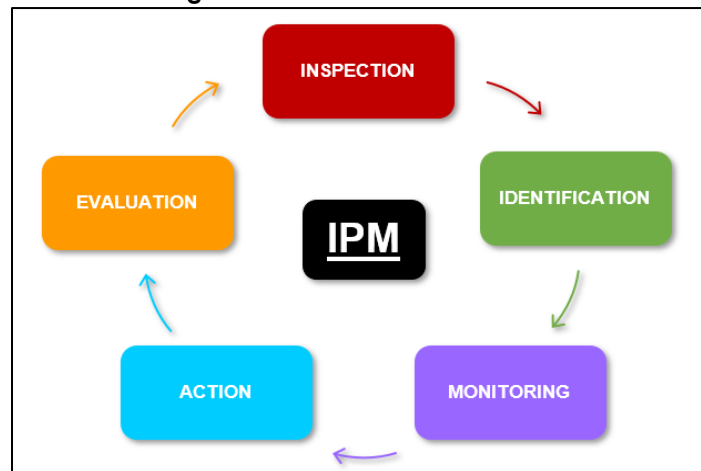 INSPECTION
IDENTIFICATION
MONITORING
ACTION
EVALUATION
IPM